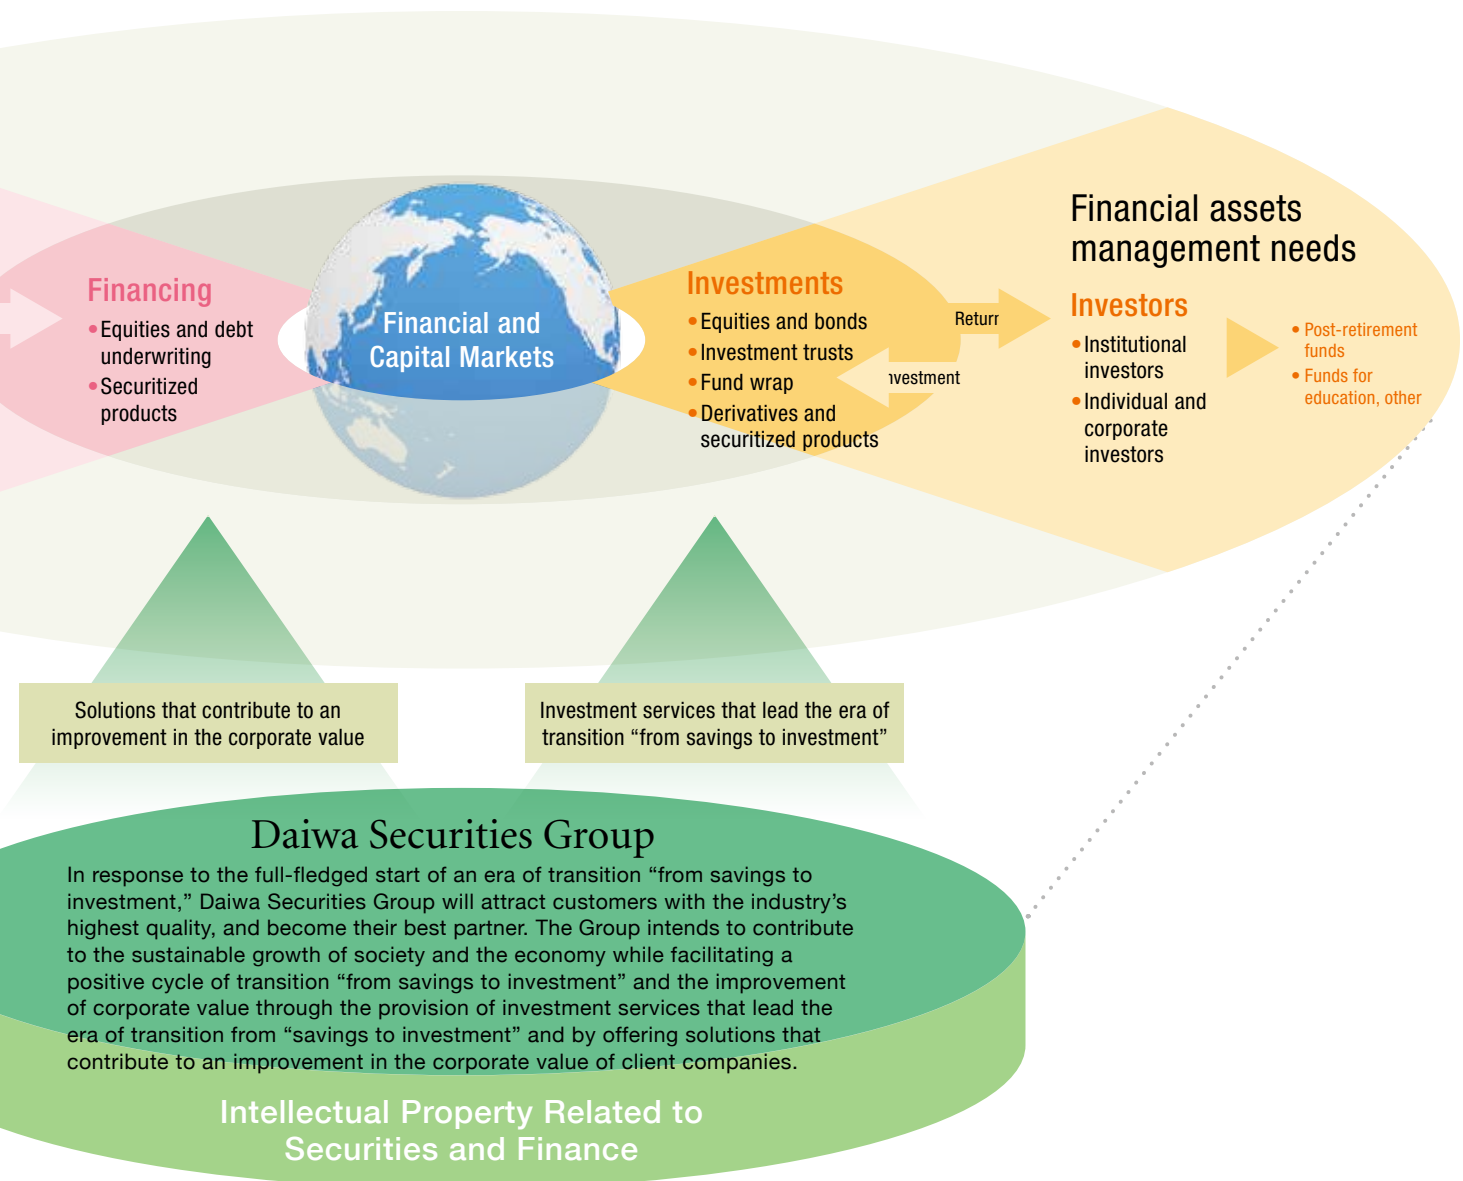 Financial assets
management needs
Financing
• Equities and debt
underwriting
• Securitized
products
Financial and
Capital Markets
Investments
• Equities and bonds
• Investment trusts
• Fund wrap
• Derivatives and
securitized products
Return
nvestment
Investors
• Institutional
investors
• Individual and
corporate
investors
• Post-retirement
funds
• Funds for
education, other
Solutions that contribute to an
improvement in the corporate value
Investment services that lead the era of
transition “from savings to investment”
Daiwa Securities Group
In response to the full-fledged start of an era of transition “from savings to
investment,” Daiwa Securities Group will attract customers with the industry’s
highest quality, and become their best partner. The Group intends to contribute
to the sustainable growth of society and the economy while facilitating a
positive cycle of transition “from savings to investment” and the improvement
of corporate value through the provision of investment services that lead the
era of transition from “savings to investment” and by offering solutions that
contribute to an improvement in the corporate value of client companies.
Intellectual Property Related to
Securities and Finance